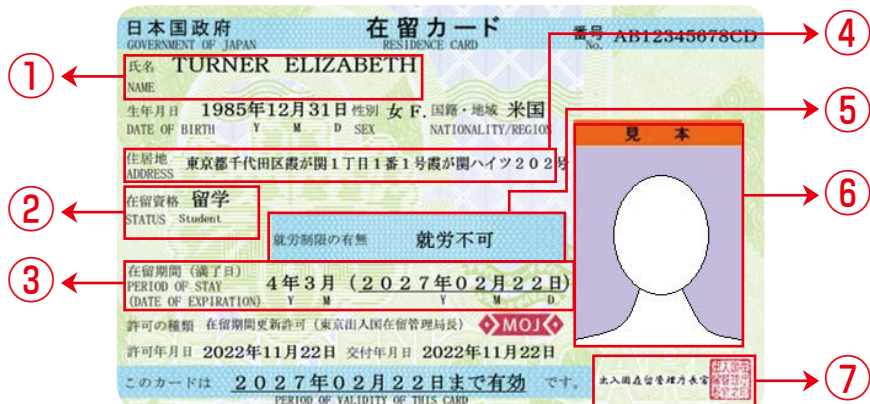 日本国政府 在留カード 番号 AB12345678CD
GOVERNMENT OF JAPAN RESIDENCE CARD No.
④
① 氏名 TURNER ELIZABETH
NAME
生年月日 1985年12月31日 性別 女 F. 国籍・地域 米国
DATE OF BIRTH Y M D SEX NATIONALITY/REGION
⑤
見本
住居地 東京都千代田区霞が関1丁目1番1号霞が関ハイツ202号
ADDRESS
⑥
② 在留資格 留学
STATUS Student
就労制限の有無 就労不可
③ 在留期間(満了日) 4年3月(2027年02月22日)
PERIOD OF STAY
(DATE OF EXPIRATION) Y M Y M D
許可の種類 在留期間更新許可(東京出入国在留管理局長) MOJ
許可年月日 2022年11月22日 交付年月日 2022年11月22日
このカードは 2027年02月22日まで有効 です。
PERIOD OF VALIDITY OF THIS CARD
出入国在留管理庁長官
⑦